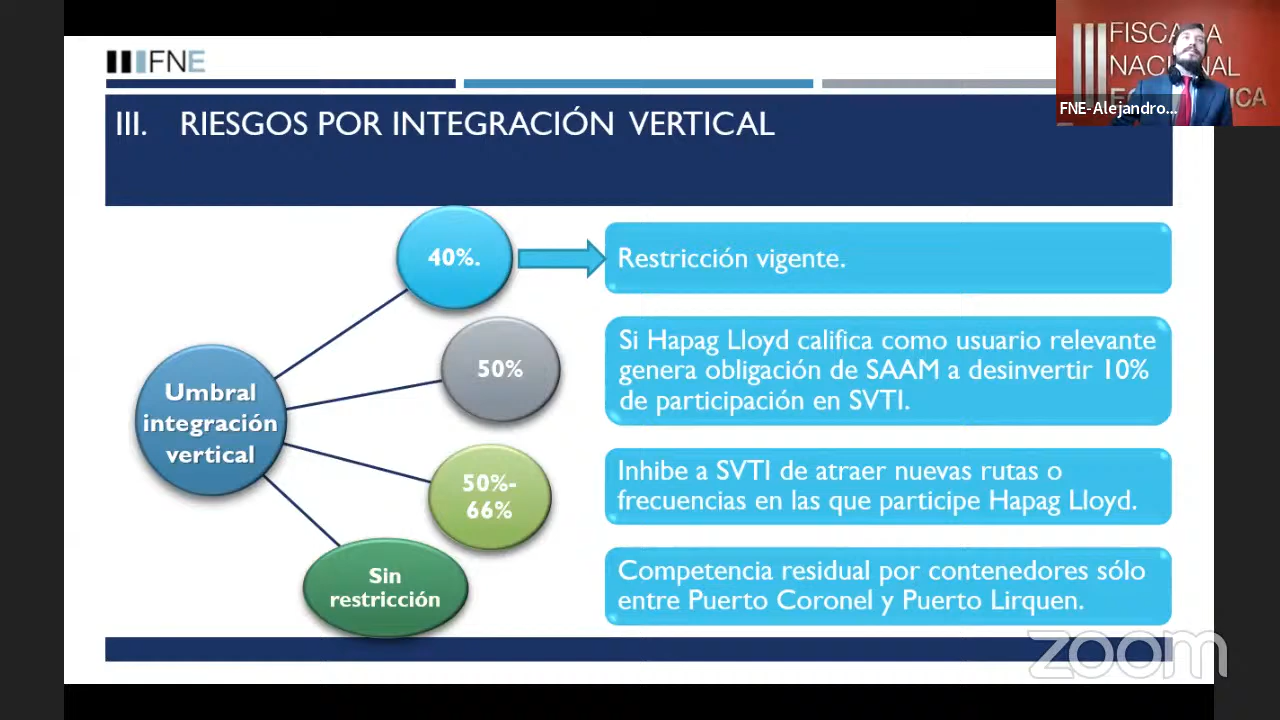 FNE
FISCALÍA
NACIONAL
FNE-Alejandro...
III. RIESGOS POR INTEGRACIÓN VERTICAL
40%.
Restricción vigente.
50%
Si Hapag Lloyd califica como usuario relevante
genera obligación de SAAM a desinvertir 10%
de participación en SVTI.
Umbral
integración
vertical
50%-
66%
Inhibe a SVTI de atraer nuevas rutas o
frecuencias en las que participe Hapag Lloyd.
Sin
restricción
Competencia residual por contenedores sólo
entre Puerto Coronel y Puerto Lirquen.
zoom